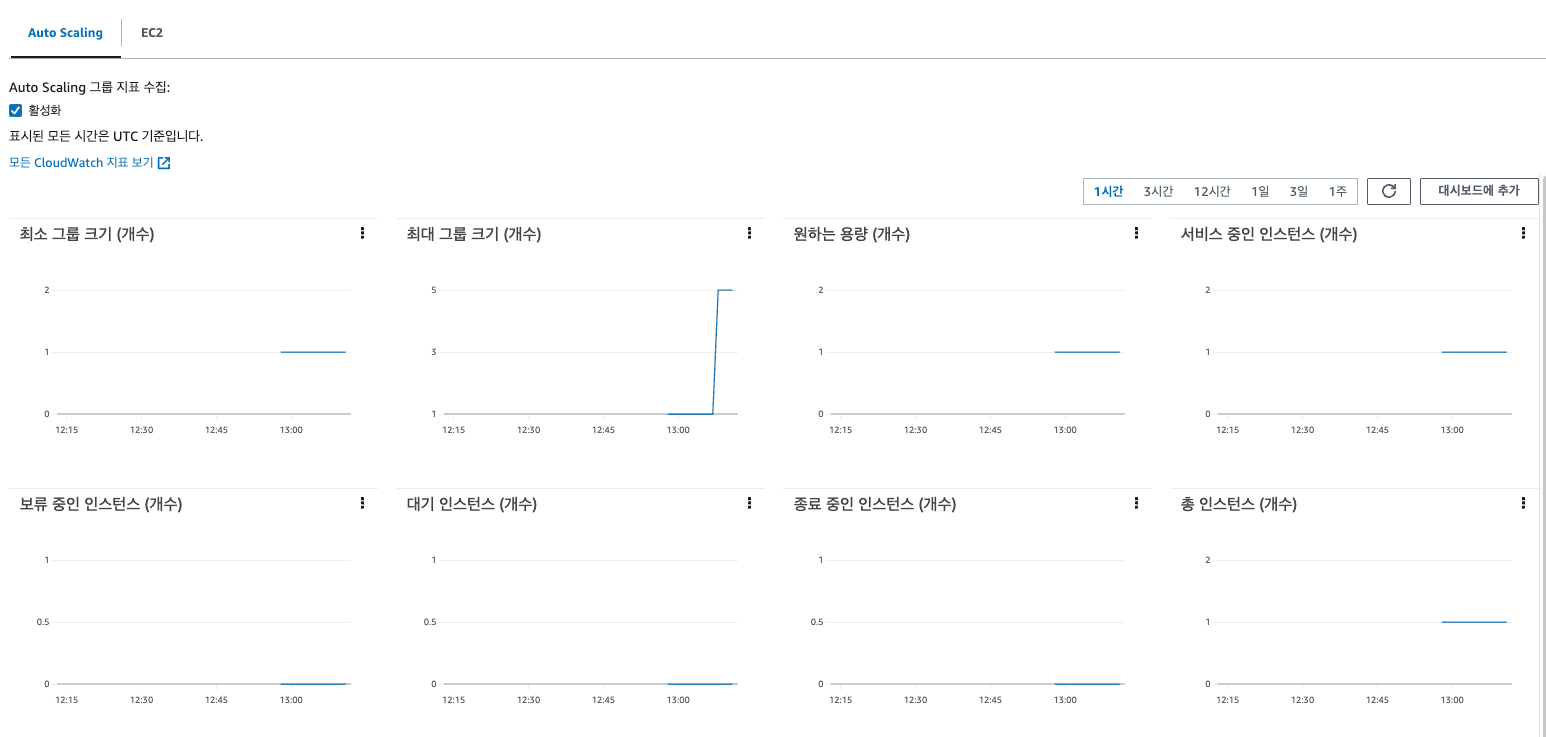 Auto Scaling
EC2
Auto Scaling 그룹 지표 수집:
활성화
표시된 모든 시간은 UTC 기준입니다.
모든 CloudWatch 지표 보기
1시간 3시간 12시간 1일 3일 1주
대시보드에 추가
최소 그룹 크기 (개수)
2
1
0
12:15 12:30 12:45 13:00
최대 그룹 크기 (개수)
5
3
1
12:15 12:30 12:45 13:00
원하는 용량 (개수)
2
1
0
12:15 12:30 12:45 13:00
서비스 중인 인스턴스 (개수)
2
1
0
12:15 12:30 12:45 13:00
보류 중인 인스턴스 (개수)
1
0.5
0
12:15 12:30 12:45 13:00
대기 인스턴스 (개수)
1
0.5
0
12:15 12:30 12:45 13:00
종료 중인 인스턴스 (개수)
1
0.5
0
12:15 12:30 12:45 13:00
총 인스턴스 (개수)
2
1
0
12:15 12:30 12:45 13:00